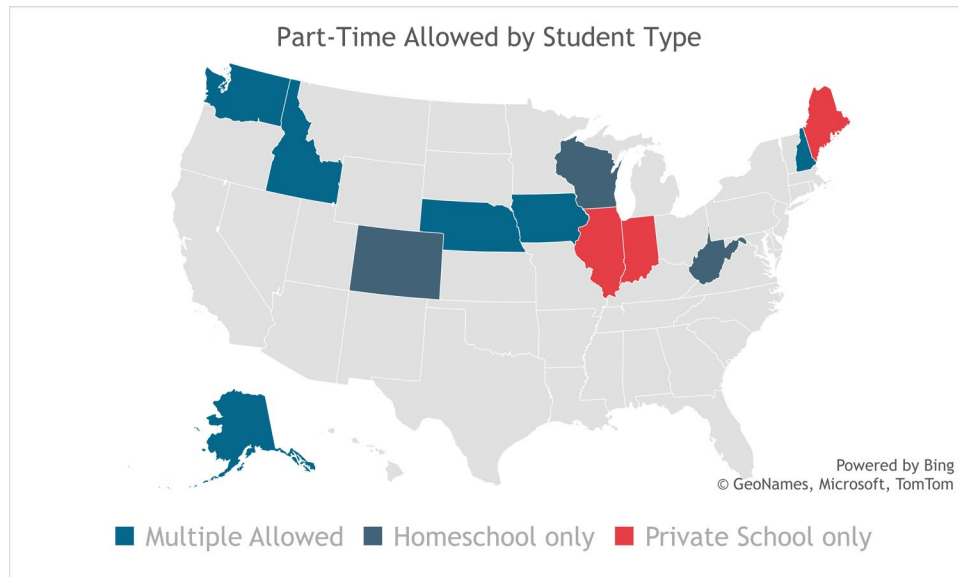 Part-Time Allowed by Student Type
Powered by Bing
© GeoNames, Microsoft, TomTom
Multiple Allowed Homeschool only Private School only